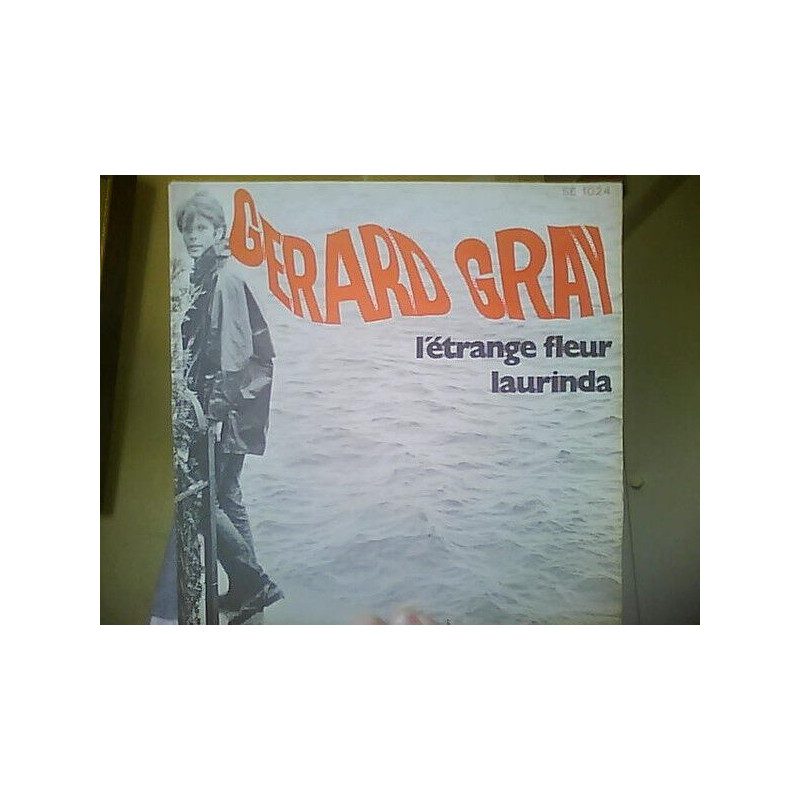 SE 1024
GERARD GRAY
l'étrange fleur
laurinda